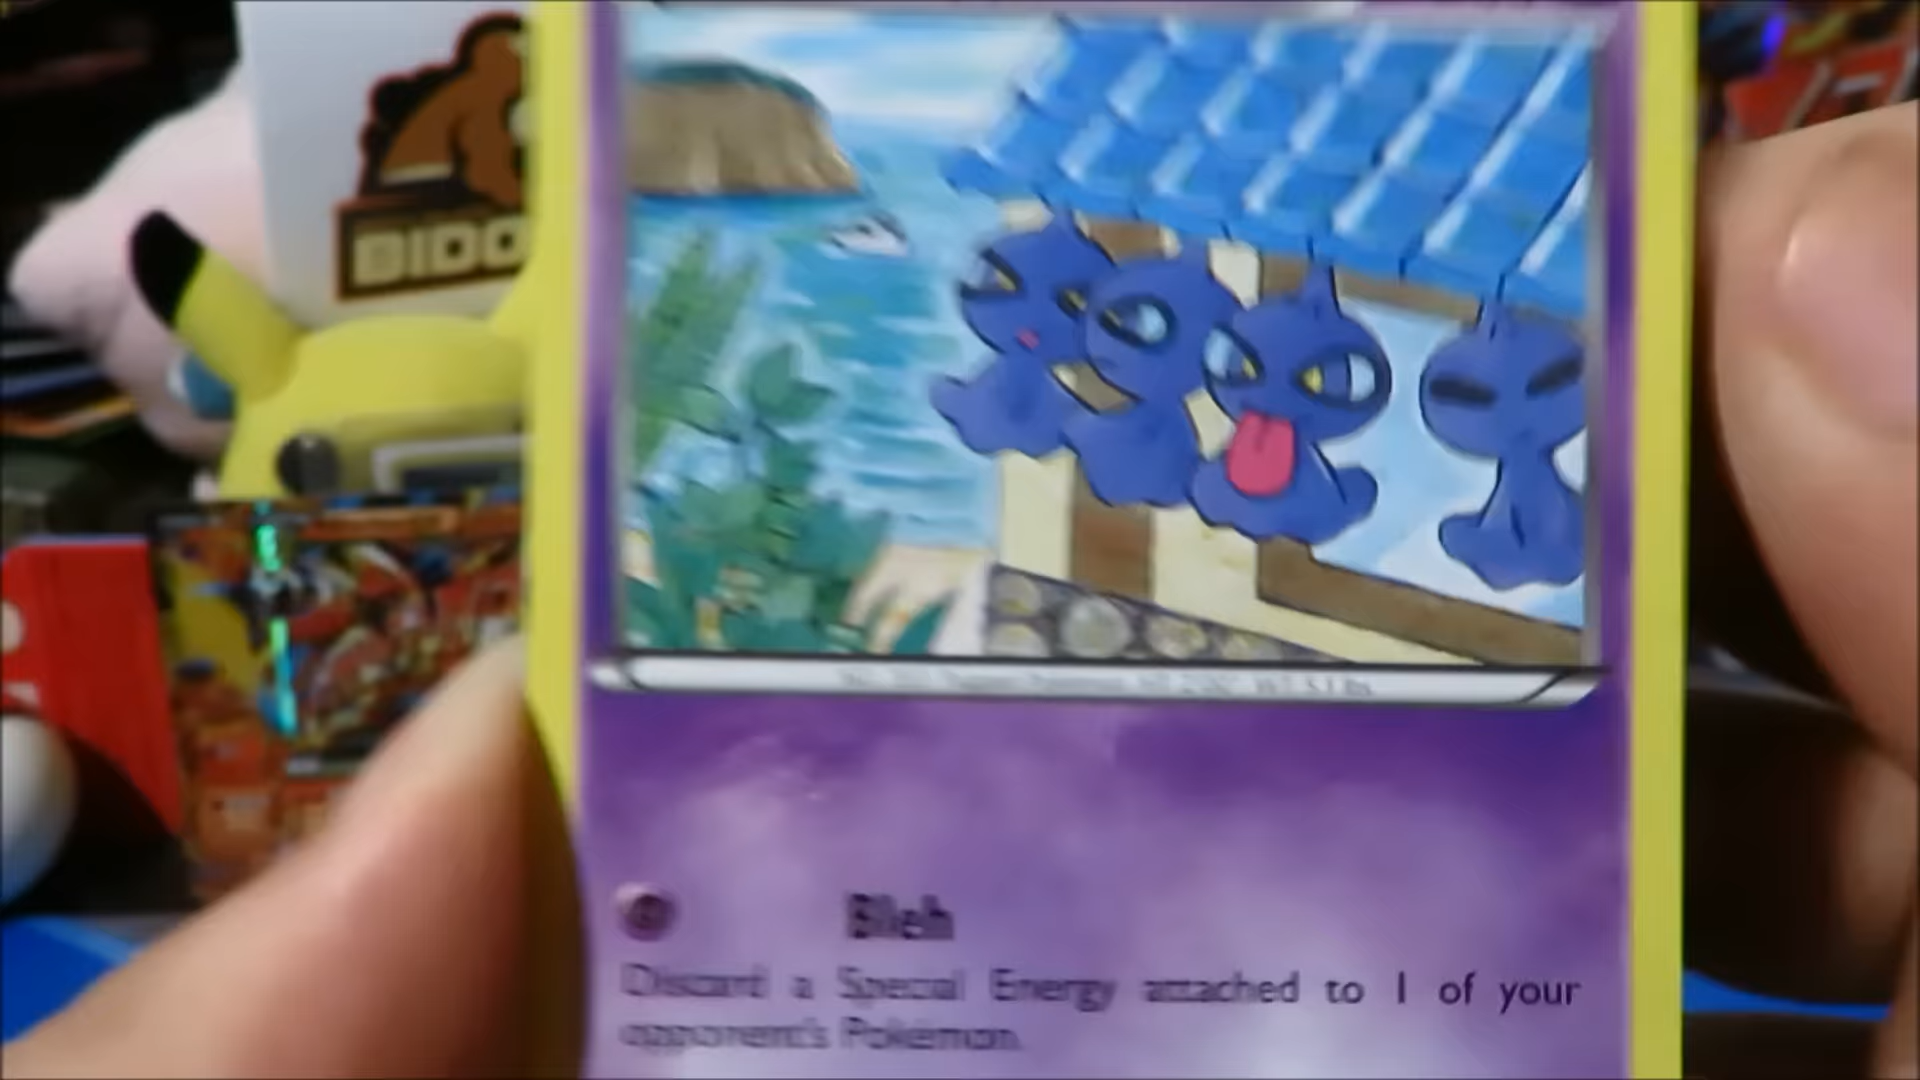 BIDO
Bleh
Discard a Special Energy attached to 1 of your
opponent's Pokémon.